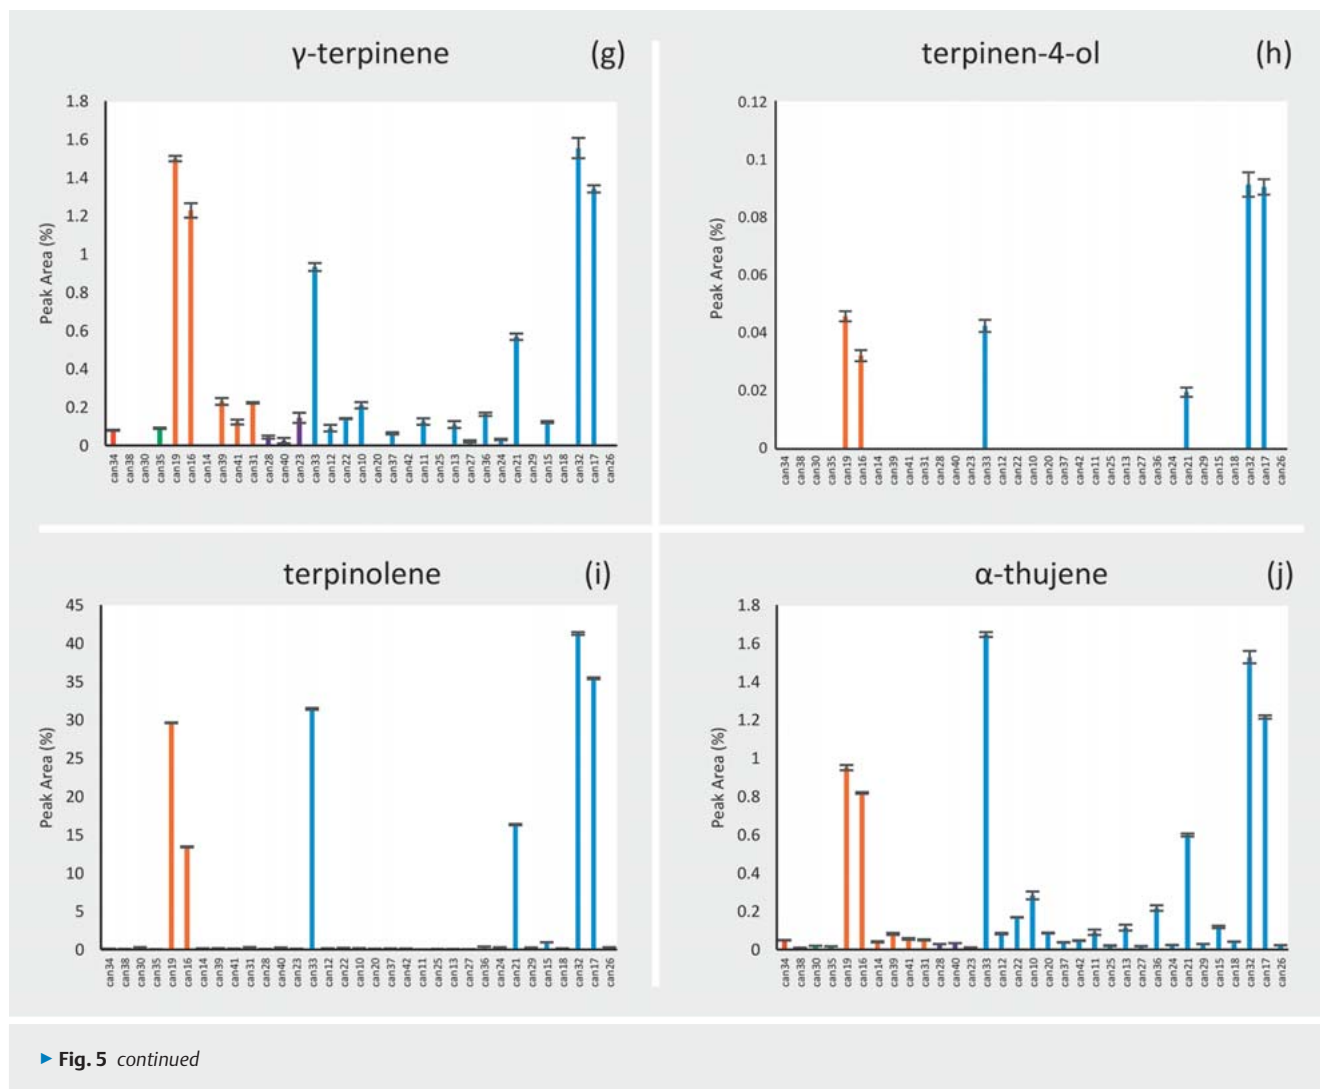 γ-terpinene (g)
1.8
1.6
1.4
1.2
1
0.8
0.6
0.4
0.2
0
Peak Area (%)
can34 can38 can30 can35 can19 can16 can14 can39 can41 can31 can28 can40 can23 can33 can12 can22 can10 can20 can37 can42 can11 can25 can13 can27 can36 can24 can21 can29 can15 can18 can32 can17 can26
terpinen-4-ol (h)
0.12
0.1
0.08
0.06
0.04
0.02
0
Peak Area (%)
can34 can38 can30 can35 can19 can16 can14 can39 can41 can31 can28 can40 can23 can33 can12 can22 can10 can20 can37 can42 can11 can25 can13 can27 can36 can24 can21 can29 can15 can18 can32 can17 can26
terpinolene (i)
45
40
35
30
25
20
15
10
5
0
Peak Area (%)
can34 can38 can30 can35 can19 can16 can14 can39 can41 can31 can28 can40 can23 can33 can12 can22 can10 can20 can37 can42 can11 can25 can13 can27 can36 can24 can21 can29 can15 can18 can32 can17 can26
α-thujene (j)
1.8
1.6
1.4
1.2
1
0.8
0.6
0.4
0.2
0
Peak Area (%)
can34 can38 can30 can35 can19 can16 can14 can39 can41 can31 can28 can40 can23 can33 can12 can22 can10 can20 can37 can42 can11 can25 can13 can27 can36 can24 can21 can29 can15 can18 can32 can17 can26
► Fig. 5 continued